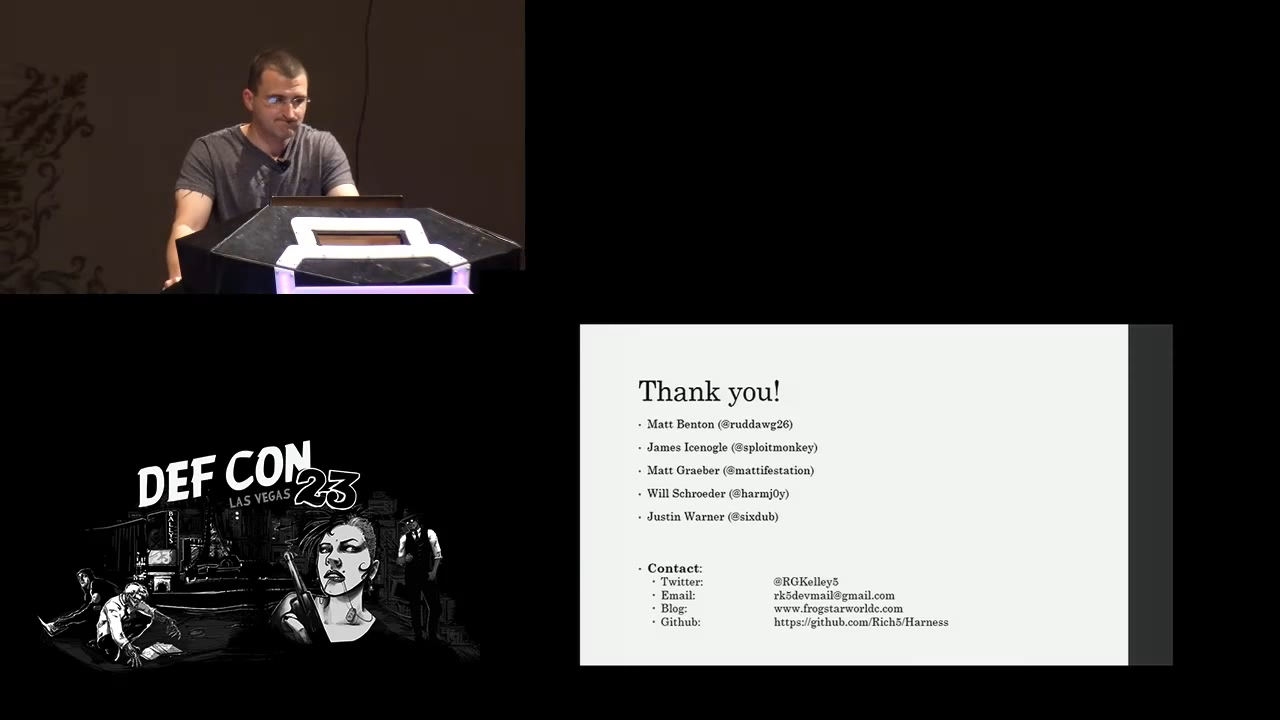 DEF CON 23
LAS VEGAS
BALLYS
Thank you!
• Matt Benton (@ruddawg26)
• James Icenogle (@sploitmonkey)
• Matt Graeber (@mattifestation)
• Will Schroeder (@harmj0y)
• Justin Warner (@sixdub)
• Contact:
• Twitter: @RGKelley5
• Email: rk5devmail@gmail.com
• Blog: www.frogstarworldc.com
• Github: https://github.com/Rich5/Harness